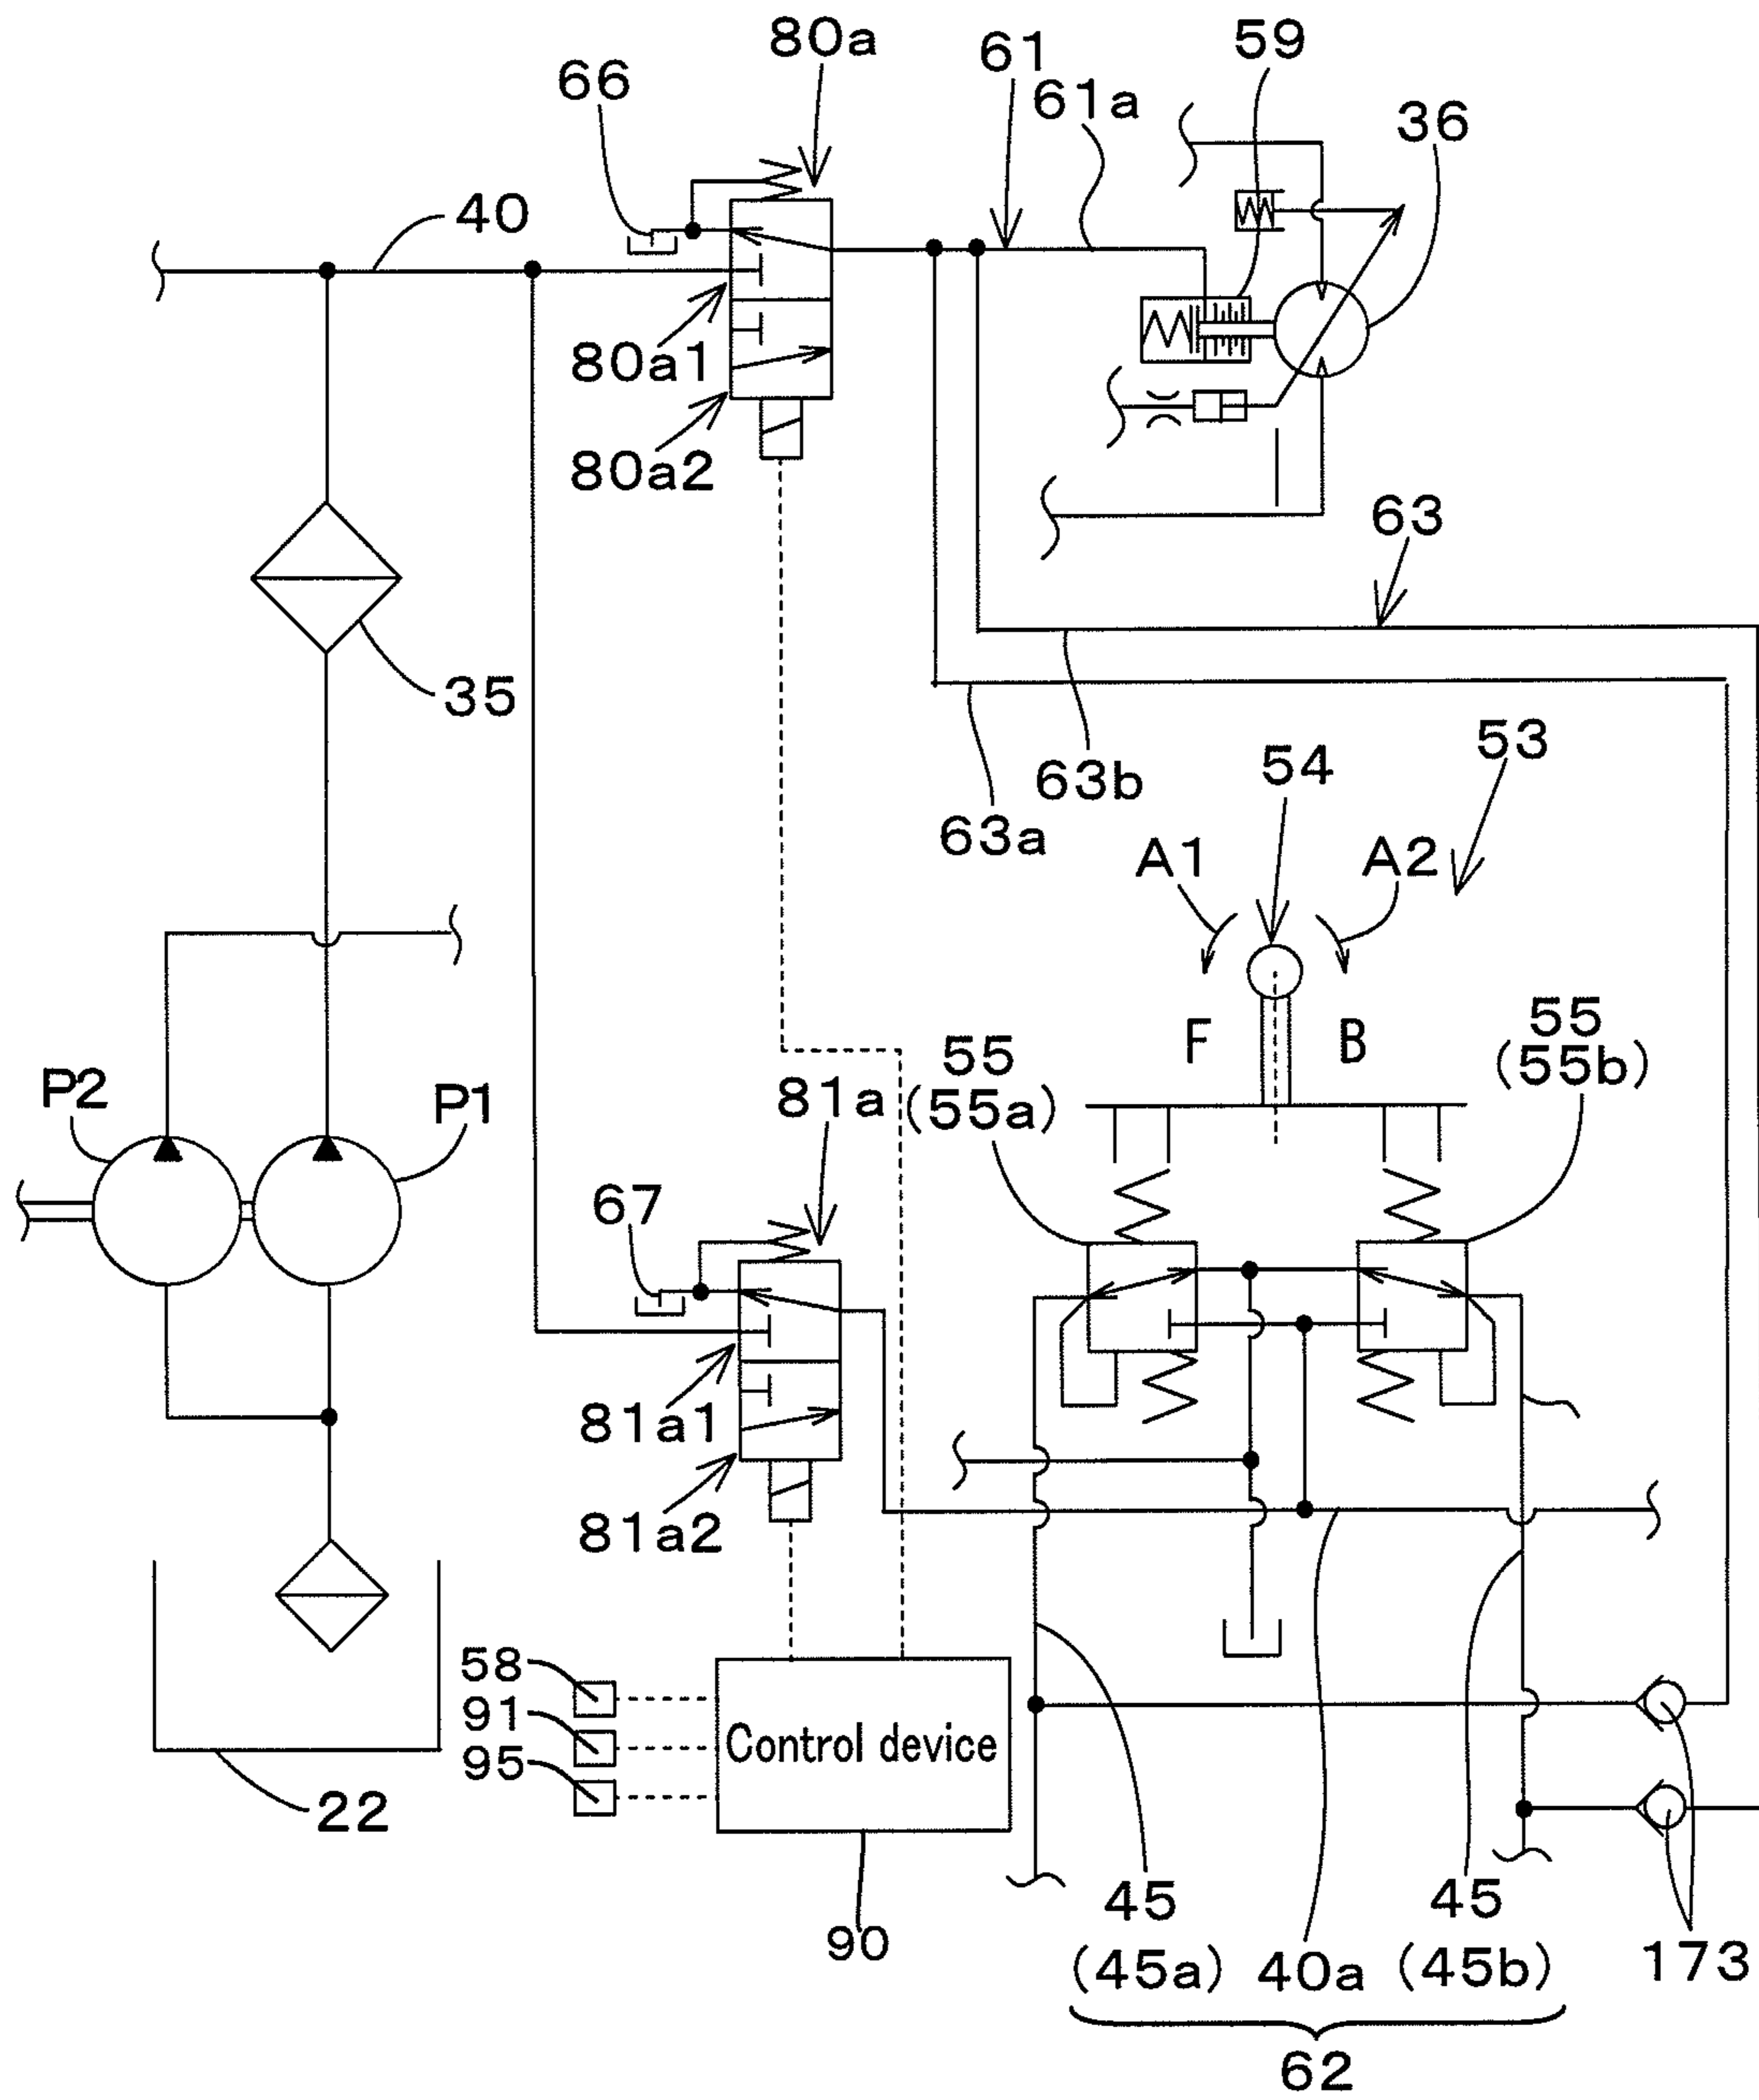 80a
59
61
66
61a
36
40
80a1
80a2
63
35
53
54
63b
63a
A1
A2
55
F
B
55
(55b)
P2
P1
81a
(55a)
67
81a1
81a2
58
91
Control device
95
22
45
45
90
(45a)
40a
(45b)
173
62